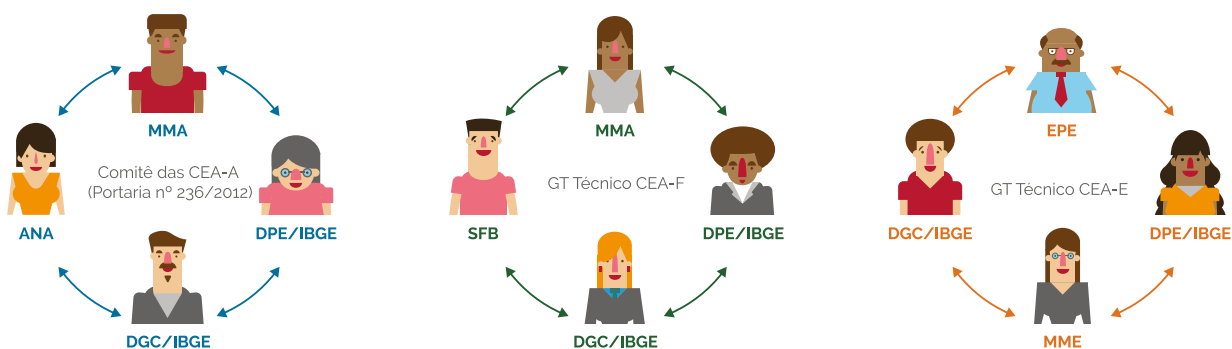 MMA
Comitê das CEA-A
(Portaria nº 236/2012)
ANA
DPE/IBGE
DGC/IBGE
MMA
GT Técnico CEA-F
SFB
DPE/IBGE
DGC/IBGE
EPE
GT Técnico CEA-E
DGC/IBGE
DPE/IBGE
MME